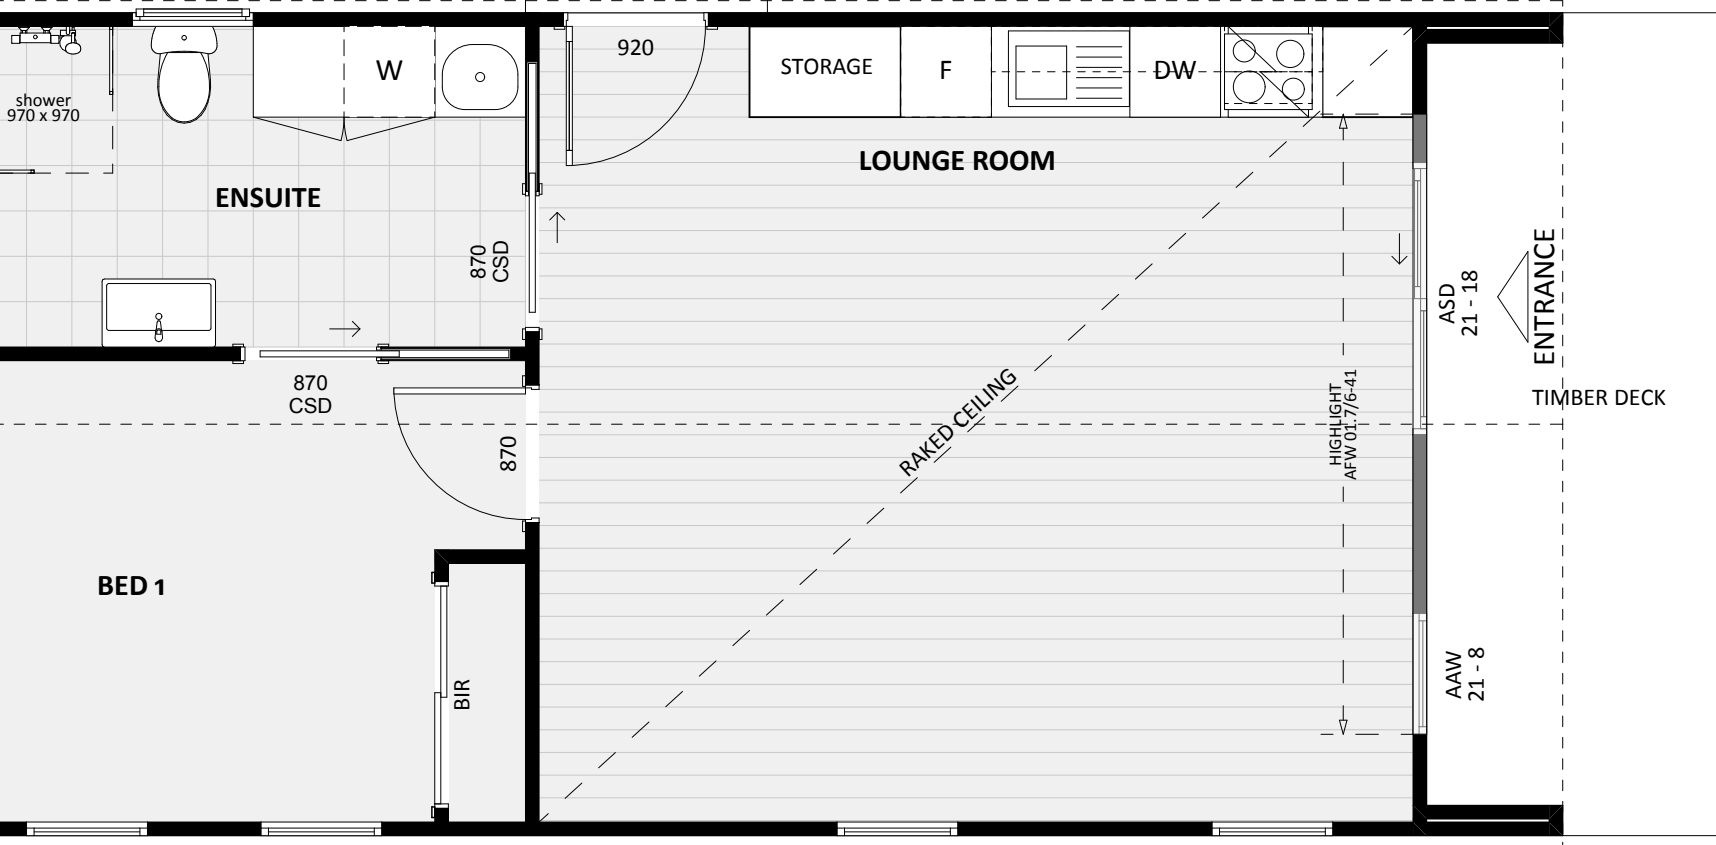 920
STORAGE
F
DW
W
shower
970 x 970
LOUNGE ROOM
ENSUITE
870
CSD
870
CSD
870
RAKED CEILING
HIGHLIGHT
AFW 01.7/6-41
ASD
21 - 18
ENTRANCE
TIMBER DECK
BED 1
BIR
AAW
21 - 8